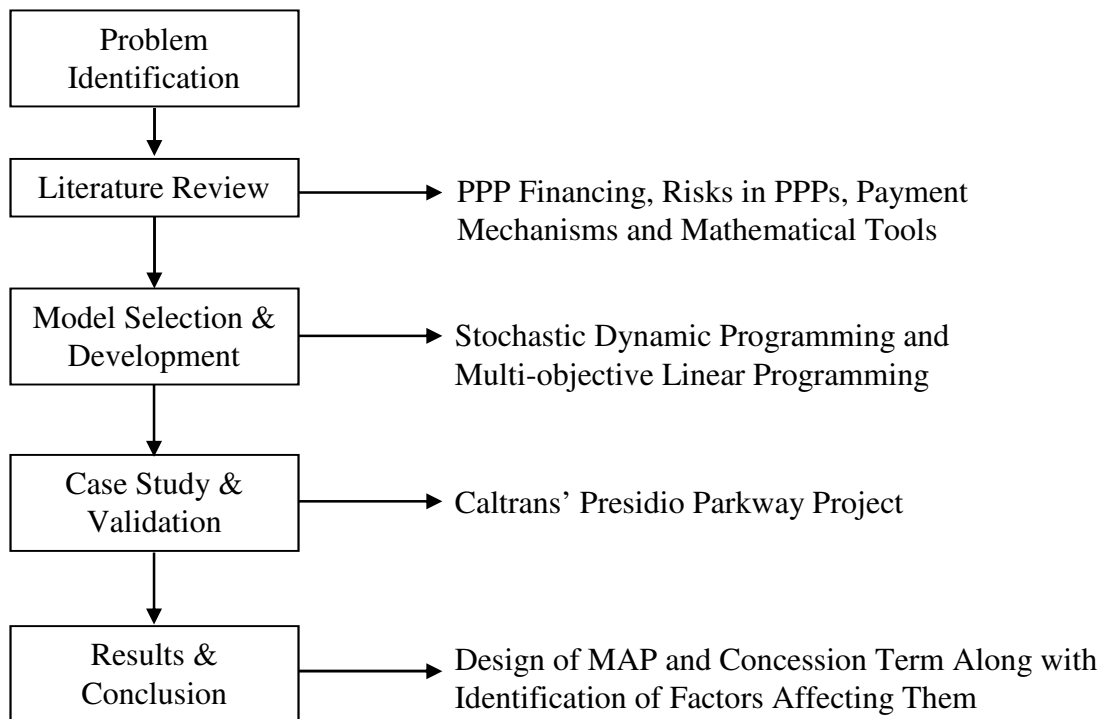 Problem
Identification
Literature Review
PPP Financing, Risks in PPPs, Payment
Mechanisms and Mathematical Tools
Model Selection &
Development
Stochastic Dynamic Programming and
Multi-objective Linear Programming
Case Study &
Validation
Caltrans’ Presidio Parkway Project
Results &
Conclusion
Design of MAP and Concession Term Along with
Identification of Factors Affecting Them